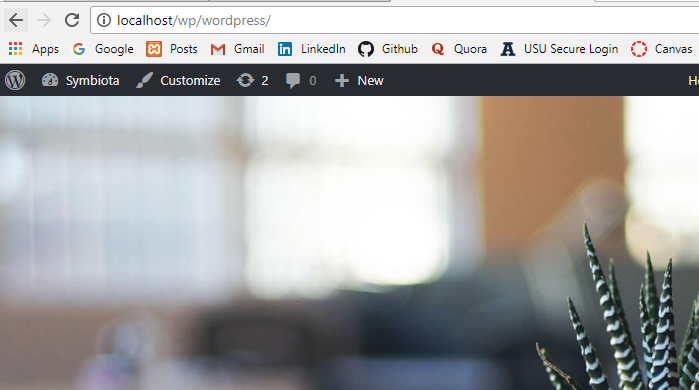 localhost/wp/wordpress/
Apps Google Posts Gmail LinkedIn Github Quora USU Secure Login Canvas
Symbiota Customize 2 0 New